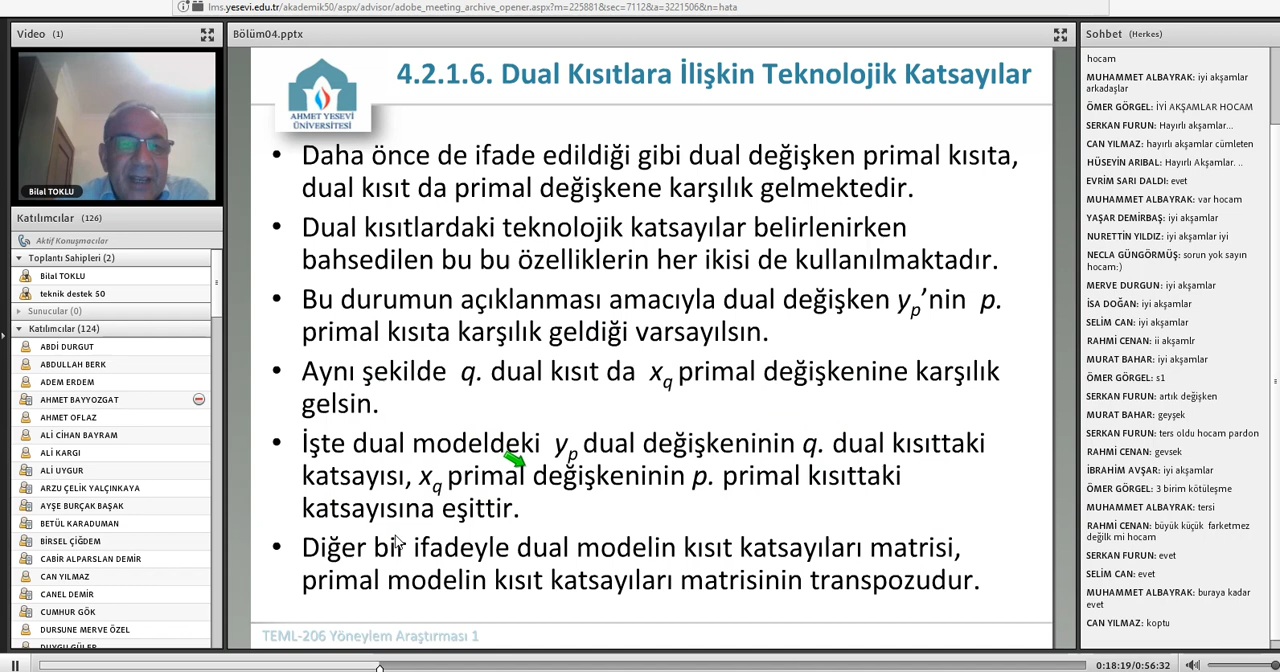 lms.yesevi.edu.tr/akademik50/aspx/advisor/adobe_meeting_archive_opener.aspx?m=225881&sec=7112&a=3221506&n=hata
Video (1)
Bilal TOKLU
Katılımcılar (126)
Aktif Konuşmacılar
Toplantı Sahipleri (2)
Bilal TOKLU
teknik destek 50
Sunucular (0)
Katılımcılar (124)
ABDİ DURGUT
ABDULLAH BERK
ADEM ERDEM
AHMET BAYYOZGAT
AHMET OFLAZ
ALİ CİHAN BAYRAM
ALİ KARGI
ALİ UYGUR
ARZU ÇELİK YALÇINKAYA
AYŞE BURÇAK BAŞAK
BETÜL KARADUMAN
BİRSEL ÇİĞDEM
CABİR ALPARSLAN DEMİR
CAN YILMAZ
CANEL DEMİR
CUMHUR GÖK
DURSUNE MERVE ÖZEL
DUYGU GÜLER
Bölüm04.pptx
AHMET YESEVİ
ÜNİVERSİTESİ
4.2.1.6. Dual Kısıtlara İlişkin Teknolojik Katsayılar
• Daha önce de ifade edildiği gibi dual değişken primal kısıta,
dual kısıt da primal değişkene karşılık gelmektedir.
• Dual kısıtlardaki teknolojik katsayılar belirlenirken
bahsedilen bu bu özelliklerin her ikisi de kullanılmaktadır.
• Bu durumun açıklanması amacıyla dual değişken yp’nin p.
primal kısıta karşılık geldiği varsayılsın.
• Aynı şekilde q. dual kısıt da xq primal değişkenine karşılık
gelsin.
• İşte dual modeldeki yp dual değişkeninin q. dual kısıttaki
katsayısı, xq primal değişkeninin p. primal kısıttaki
katsayısına eşittir.
• Diğer bir ifadeyle dual modelin kısıt katsayıları matrisi,
primal modelin kısıt katsayıları matrisinin transpozudur.
TEML-206 Yöneylem Araştırması 1
Sohbet (Herkes)
hocam
MUHAMMET ALBAYRAK: iyi akşamlar
arkadaşlar
ÖMER GÖRGEL: İYİ AKŞAMLAR HOCAM
SERKAN FURUN: Hayırlı akşamlar...
CAN YILMAZ: hayırlı akşamlar cümleten
HÜSEYİN ARIBAL: Hayırlı Akşamlar. ..
EVRİM SARI DALDI: evet
MUHAMMET ALBAYRAK: var hocam
YAŞAR DEMİRBAŞ: iyi akşamlar
NURETTİN YILDIZ: iyi akşamlar iyi
NECLA GÜNGÖRMÜŞ: sorun yok sayın
hocam:)
MERVE DURGUN: iyi akşamlar
İSA DOĞAN: iyi akşamlar
SELİM CAN: iyi akşamlar
RAHMİ CENAN: ii akşamlr
MURAT BAHAR: iyi akşamlar
ÖMER GÖRGEL: s1
SERKAN FURUN: artık değişken
MURAT BAHAR: geyşek
SERKAN FURUN: ters oldu hocam pardon
RAHMİ CENAN: gevsek
İBRAHİM AVŞAR: iyi akşamlar
ÖMER GÖRGEL: 3 birim kötüleşme
MUHAMMET ALBAYRAK: tersi
RAHMİ CENAN: büyük küçük farketmez
değilk mi hocam
SERKAN FURUN: evet
SELİM CAN: evet
MUHAMMET ALBAYRAK: buraya kadar
evet
CAN YILMAZ: koptu
0:18:19/0:56:32